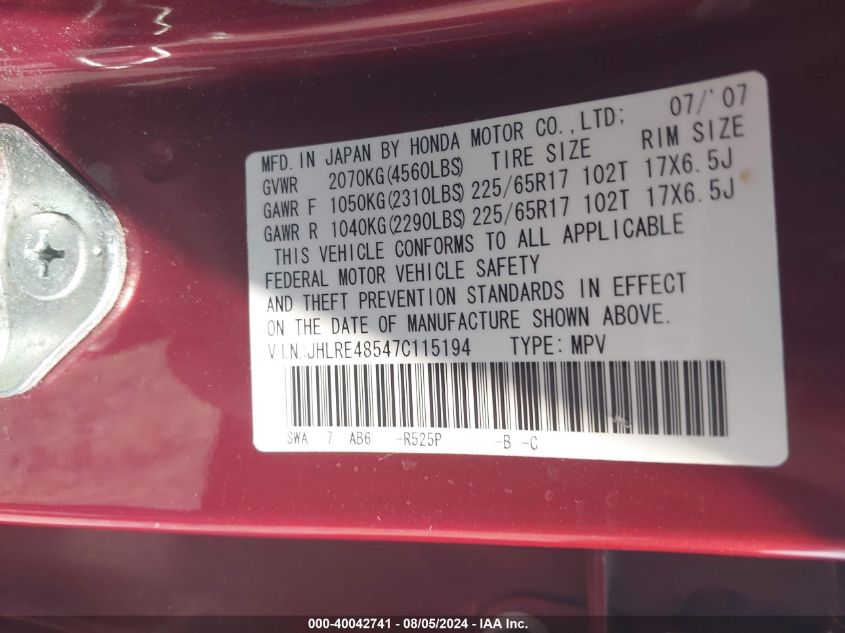 MFD. IN JAPAN BY HONDA MOTOR CO.,LTD; 07/'07
GVWR 2070KG(4560LBS) TIRE SIZE RIM SIZE
GAWR F 1050KG(2310LBS) 225/65R17 102T 17X6.5J
GAWR R 1040KG(2290LBS) 225/65R17 102T 17X6.5J
THIS VEHICLE CONFORMS TO ALL APPLICABLE
FEDERAL MOTOR VEHICLE SAFETY
AND THEFT PREVENTION STANDARDS IN EFFECT
ON THE DATE OF MANUFACTURE SHOWN ABOVE.
V.I.N:JHLRE48547C115194 TYPE: MPV
SWA 7 AB6 -R525P -B -C
000-40042741 - 08/05/2024 - IAA Inc.